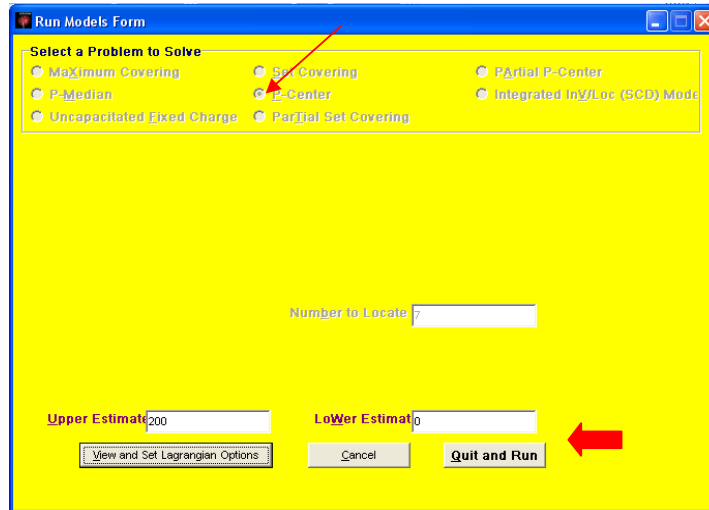 Run Models Form
Select a Problem to Solve
MaXimum Covering Set Covering PArtial P-Center
P-Median P-Center Integrated InV/Loc (SCD) Mode
Uncapacitated Fixed Charge ParTial Set Covering
Number to Locate 7
Upper Estimate 200 LoWer Estimat 0
View and Set Lagrangian Options Cancel Quit and Run